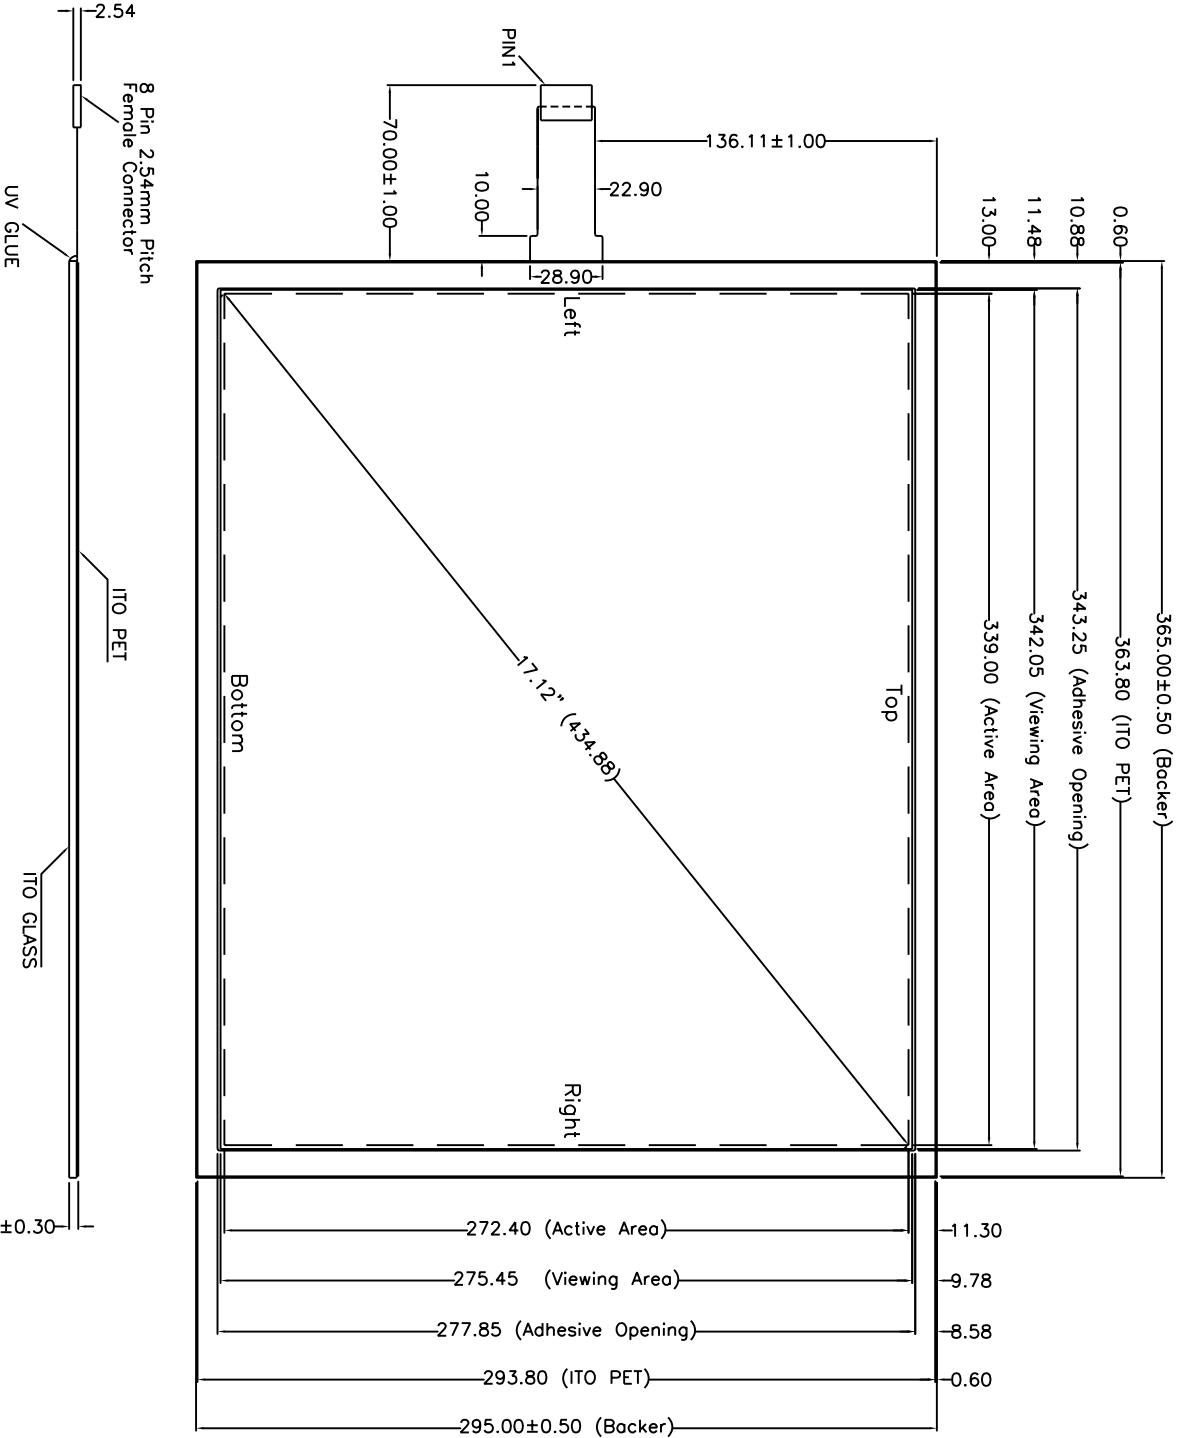 2.54
8 Pin 2.54mm Pitch
Female Connector
UV GLUE
ITO PET
ITO GLASS
±0.30
PIN1
70.00±1.00
10.00
22.90
28.90
136.11±1.00
13.00
11.48
10.88
0.60
365.00±0.50 (Backer)
363.80 (ITO PET)
343.25 (Adhesive Opening)
342.05 (Viewing Area)
339.00 (Active Area)
Left
Top
Bottom
Right
17.12" (434.88)
272.40 (Active Area)
11.30
275.45 (Viewing Area)
9.78
277.85 (Adhesive Opening)
8.58
293.80 (ITO PET)
0.60
295.00±0.50 (Backer)